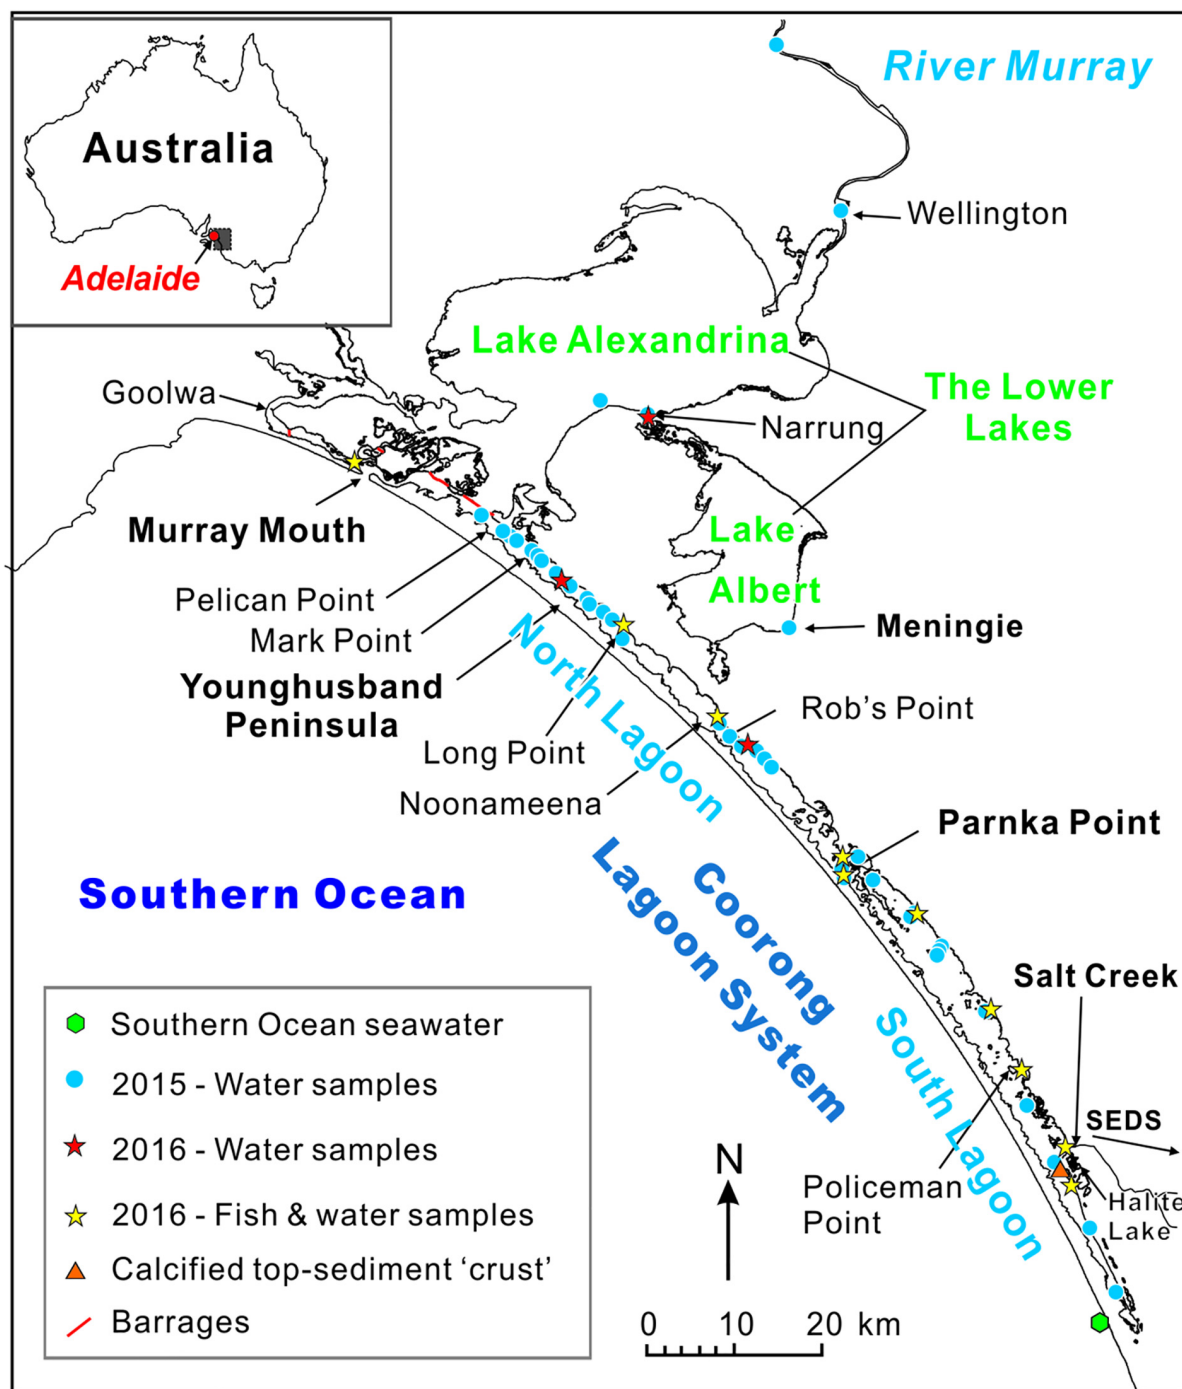 River Murray
Australia
Adelaide
Wellington
Lake Alexandrina
Goolwa
The Lower
Lakes
Narrung
Murray Mouth
Lake
Albert
Pelican Point
Mark Point
Meningie
Younghusband
Peninsula
North Lagoon
Rob's Point
Long Point
Noonameena
Parnka Point
Southern Ocean
Coorong
Lagoon System
Salt Creek
South Lagoon
SEDS
Policeman
Point
Halite
Lake
Southern Ocean seawater
2015 - Water samples
2016 - Water samples
2016 - Fish & water samples
Calcified top-sediment ‘crust’
Barrages
N
0 10 20 km